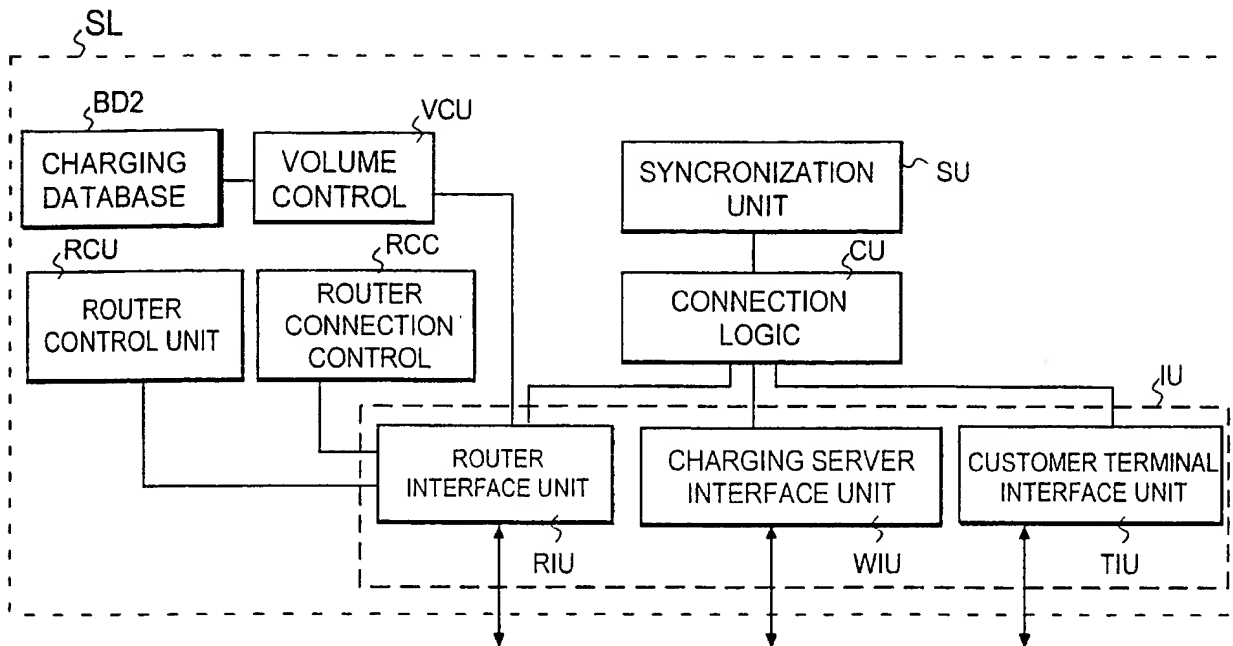 SL
BD2
VCU
CHARGING
DATABASE
VOLUME
CONTROL
SYNCRONIZATION
UNIT
SU
RCU
RCC
CU
ROUTER
CONTROL UNIT
ROUTER
CONNECTION
CONTROL
CONNECTION
LOGIC
IU
ROUTER
INTERFACE UNIT
CHARGING SERVER
INTERFACE UNIT
CUSTOMER TERMINAL
INTERFACE UNIT
RIU
WIU
TIU